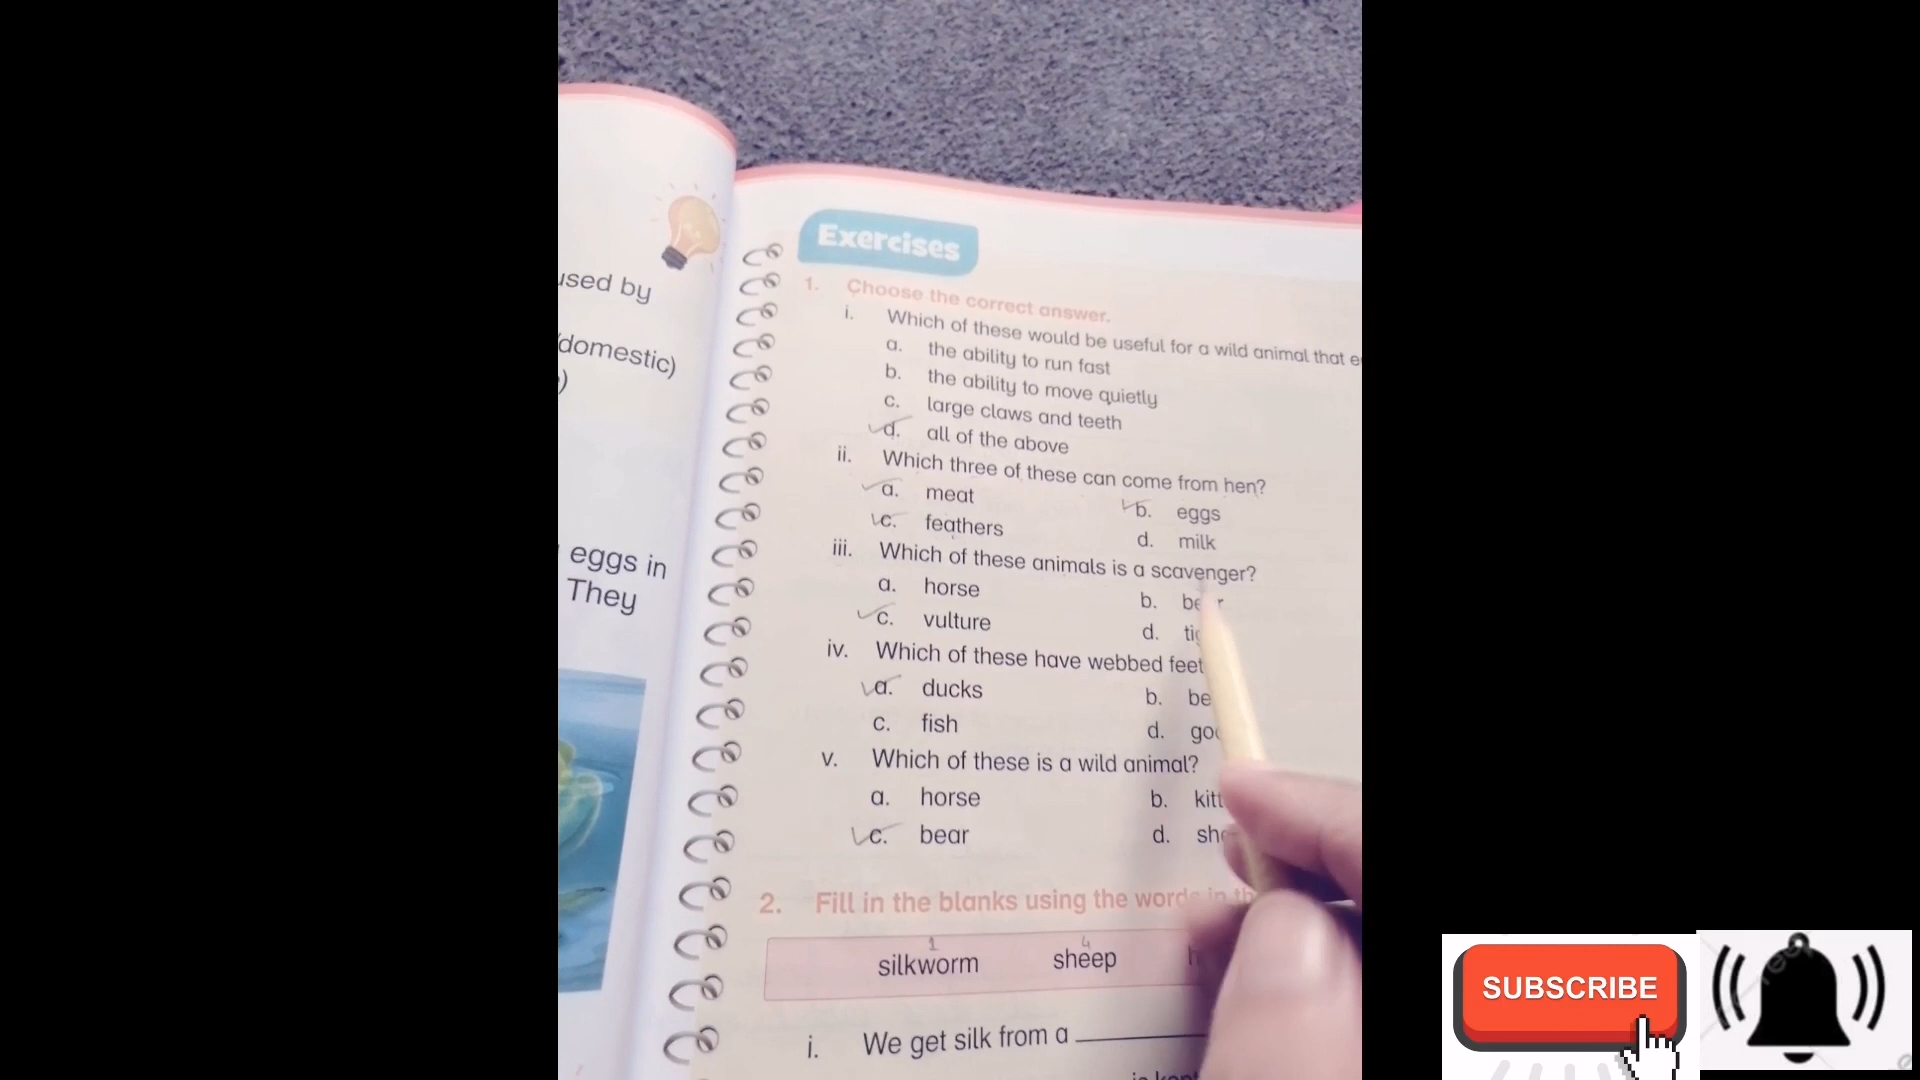 used by
(domestic)
eggs in
They
Exercises
1. Choose the correct answer.
i. Which of these would be useful for a wild animal that
a. the ability to run fast
b. the ability to move quietly
c. large claws and teeth
d. all of the above
ii. Which three of these can come from hen?
a. meat b. eggs
c. feathers d. milk
iii. Which of these animals is a scavenger?
a. horse b.
c. vulture d.
iv. Which of these have webbed feet
a. ducks b.
c. fish d.
v. Which of these is a wild animal?
a. horse b.
c. bear d.
2. Fill in the blanks using the words in
1 4
silkworm sheep
i. We get silk from a
SUBSCRIBE